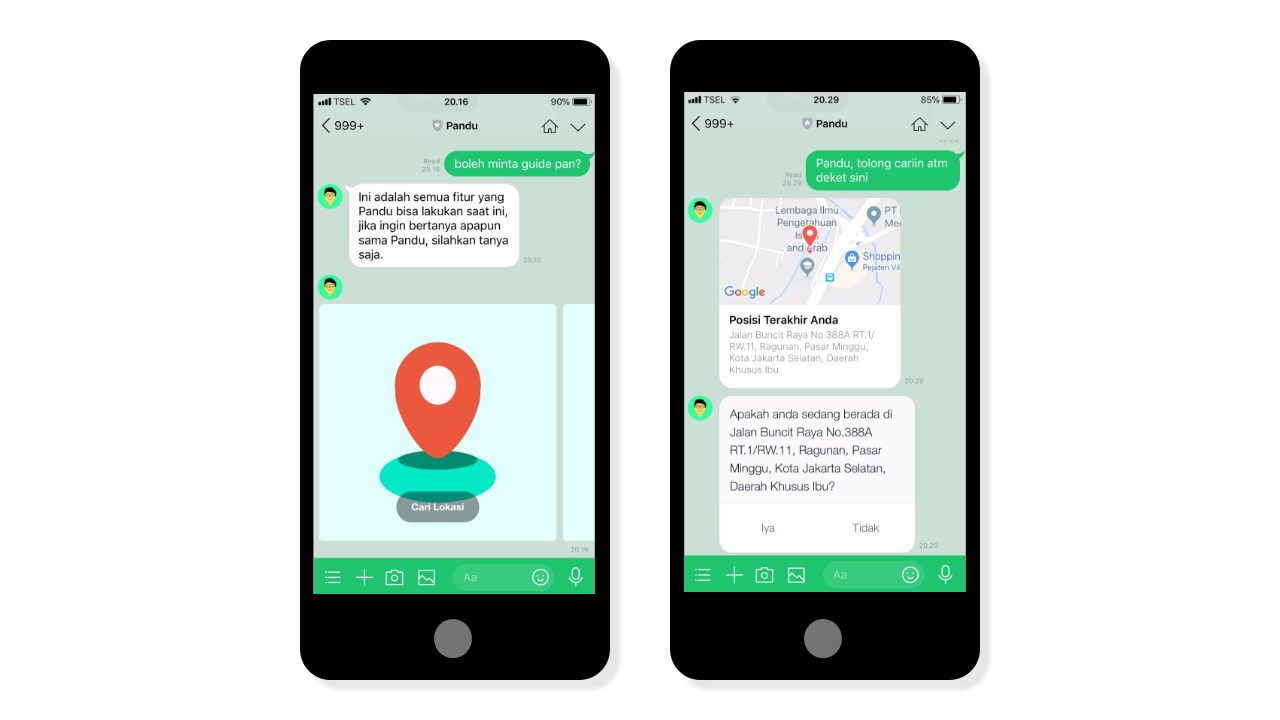 TSEL
20.16
90%
999+
Pandu
Read
20.16
boleh minta guide pan?
Ini adalah semua fitur yang
Pandu bisa lakukan saat ini,
jika ingin bertanya apapun
sama Pandu, silahkan tanya
saja.
20.16
Cari Lokasi
20.16
Aa
TSEL
20.29
85%
999+
Pandu
Read
20.29
Pandu, tolong cariin atm
deket sini
Lembaga Ilmu
Pengetahuan
and Arab
PT
Shoppin
Pejaten Vil
Google
Posisi Terakhir Anda
Jalan Buncit Raya No.388A RT.1/
RW.11, Ragunan, Pasar Minggu,
Kota Jakarta Selatan, Daerah
Khusus Ibu
20.29
Apakah anda sedang berada di
Jalan Buncit Raya No.388A
RT.1/RW.11, Ragunan, Pasar
Minggu, Kota Jakarta Selatan,
Daerah Khusus Ibu?
Iya
Tidak
20.29
Aa